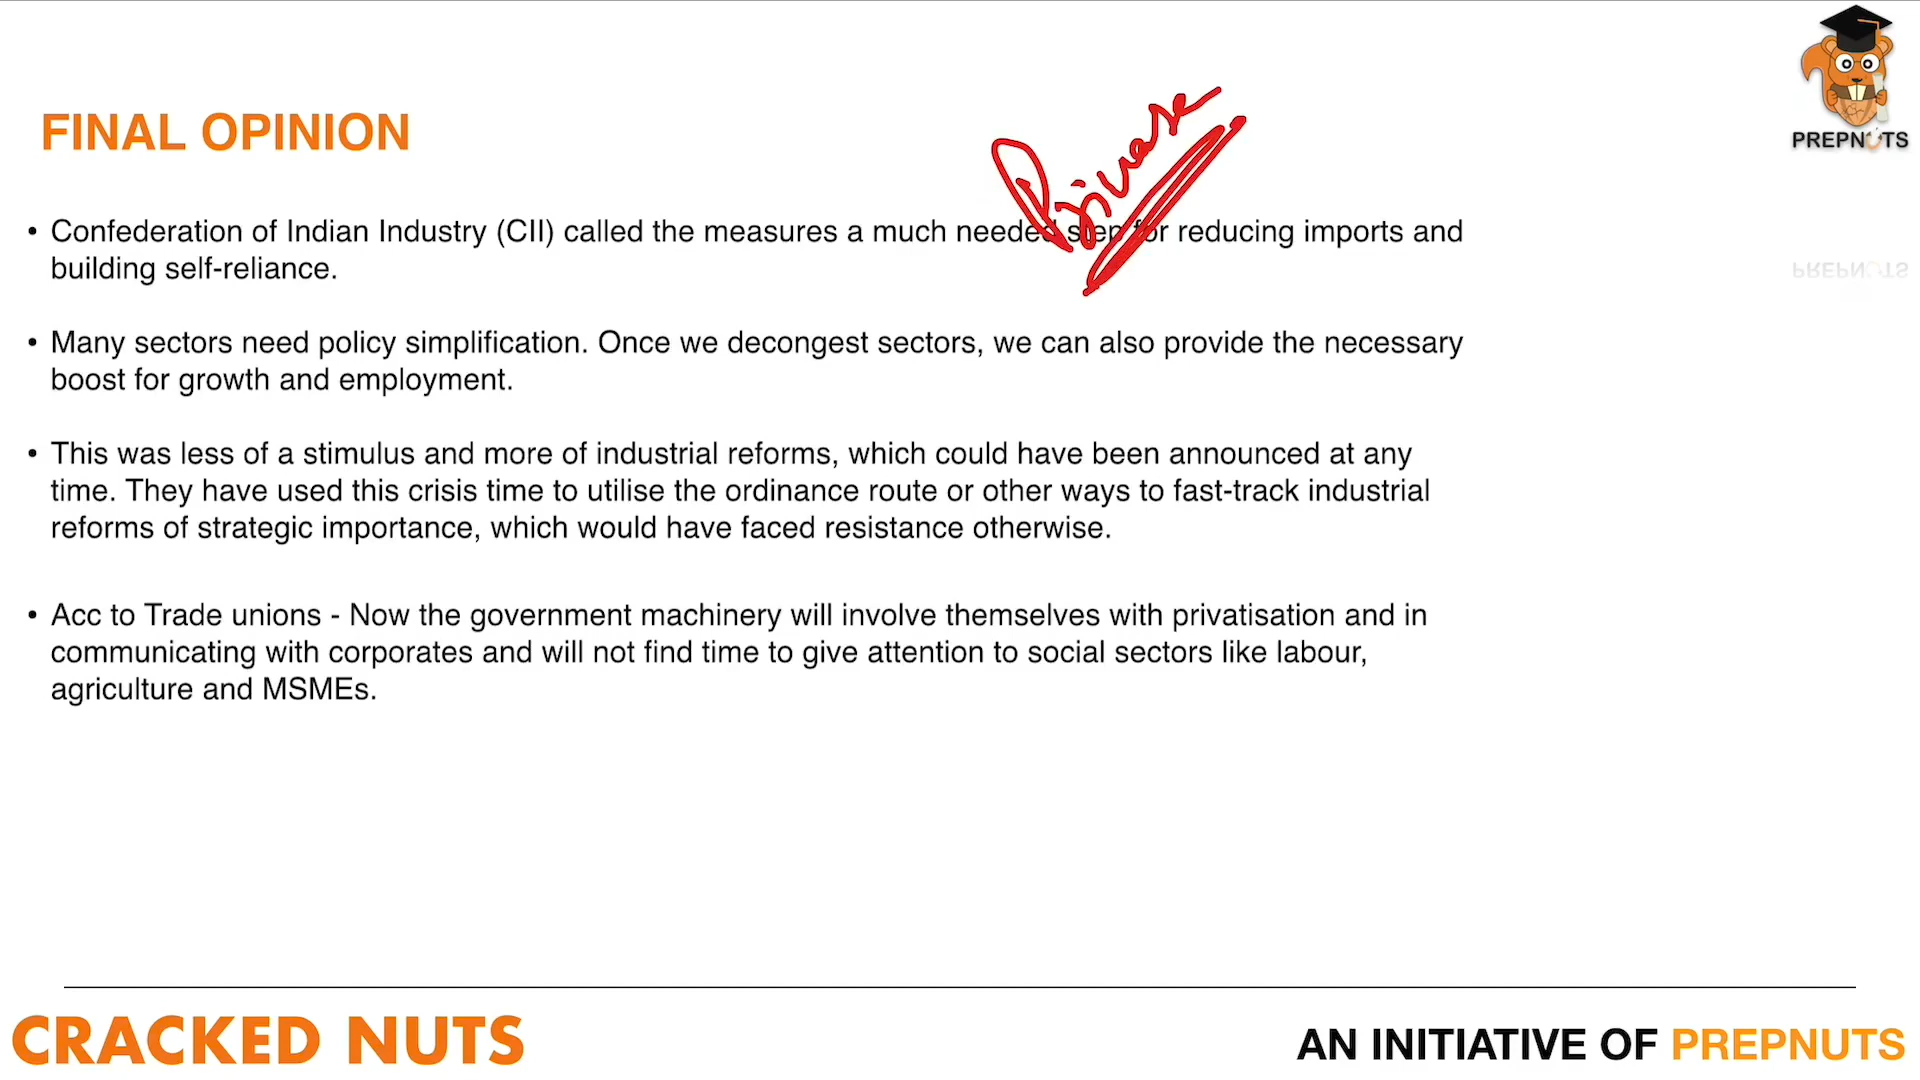 PREPNUTS
FINAL OPINION
• Confederation of Indian Industry (CII) called the measures a much needed step for reducing imports and
building self-reliance.
• Many sectors need policy simplification. Once we decongest sectors, we can also provide the necessary
boost for growth and employment.
• This was less of a stimulus and more of industrial reforms, which could have been announced at any
time. They have used this crisis time to utilise the ordinance route or other ways to fast-track industrial
reforms of strategic importance, which would have faced resistance otherwise.
• Acc to Trade unions - Now the government machinery will involve themselves with privatisation and in
communicating with corporates and will not find time to give attention to social sectors like labour,
agriculture and MSMEs.
CRACKED NUTS
AN INITIATIVE OF PREPNUTS